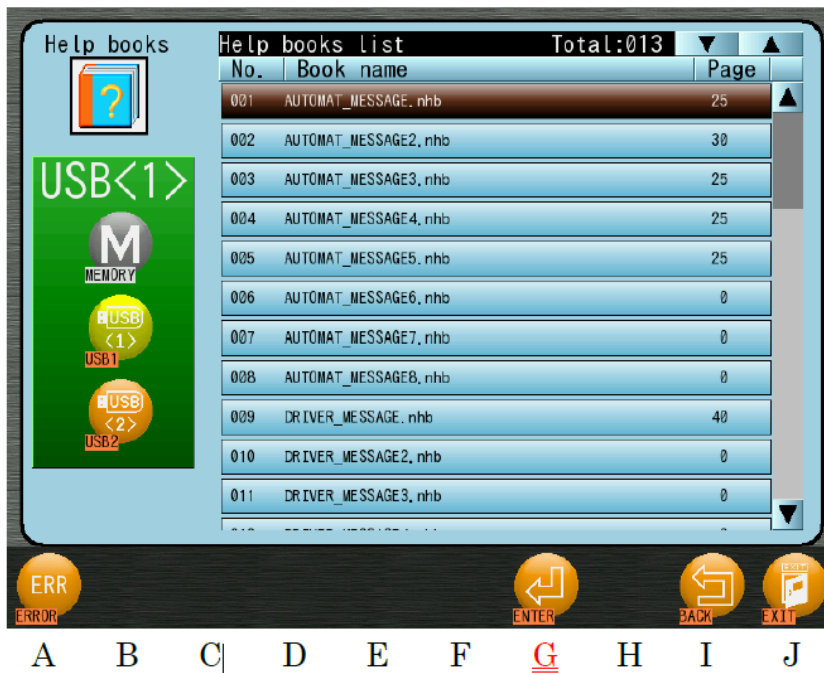 Help books
Help books list Total:013 ▼ ▲
No. Book name Page
?
001 AUTOMAT_MESSAGE.nhb 25
002 AUTOMAT_MESSAGE2.nhb 30
USB<1>
003 AUTOMAT_MESSAGE3.nhb 25
004 AUTOMAT_MESSAGE4.nhb 25
M
MEMORY
005 AUTOMAT_MESSAGE5.nhb 25
006 AUTOMAT_MESSAGE6.nhb 0
USB
<1>
USB1
007 AUTOMAT_MESSAGE7.nhb 0
008 AUTOMAT_MESSAGE8.nhb 0
USB
<2>
USB2
009 DRIVER_MESSAGE.nhb 40
010 DRIVER_MESSAGE2.nhb 0
011 DRIVER_MESSAGE3.nhb 0
ERR
ERROR
ENTER
BACK
EXIT
EXIT
A B C D E F G H I J